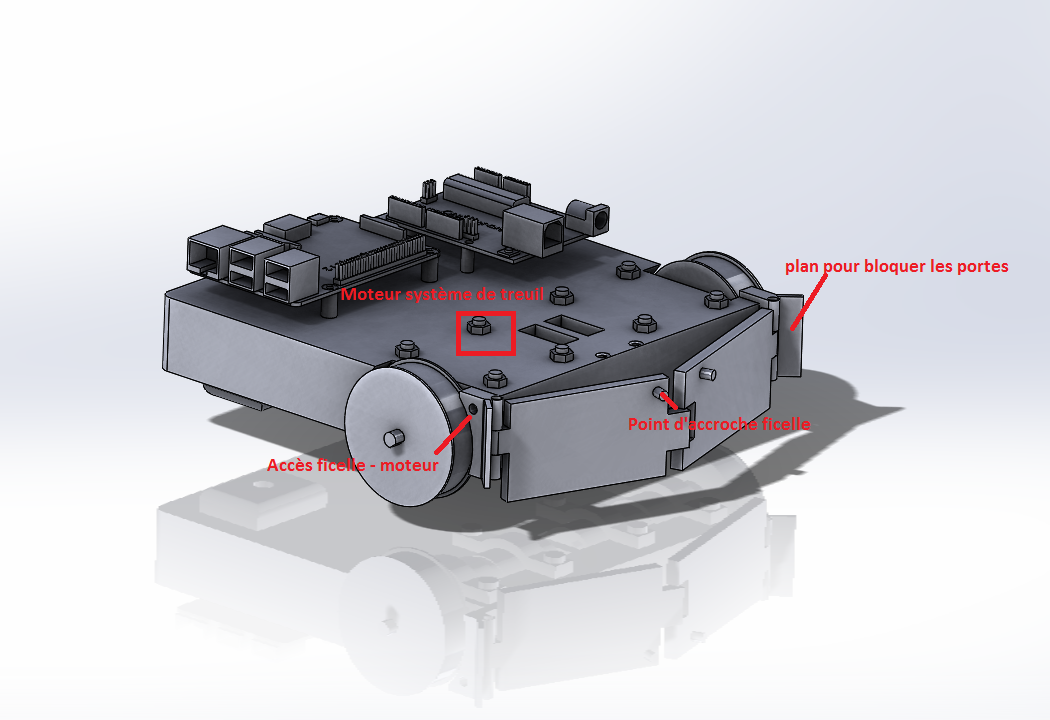 plan pour bloquer les portes
Moteur système de treuil
Point d'accroche ficelle
Accès ficelle - moteur